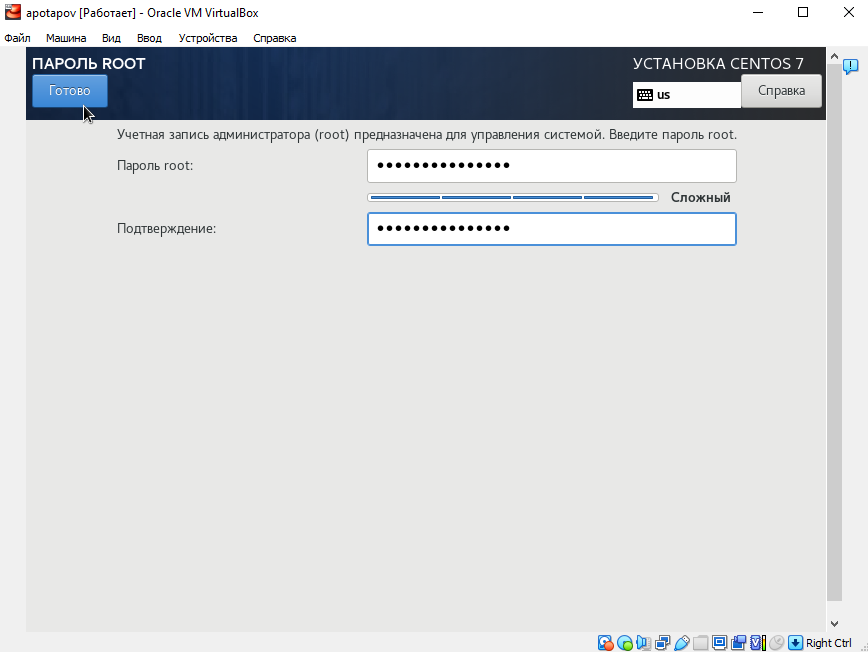 apotapov [Работает] - Oracle VM VirtualBox
Файл Машина Вид Ввод Устройства Справка
ПАРОЛЬ ROOT
УСТАНОВКА CENTOS 7
Готово
us
Справка
Учетная запись администратора (root) предназначена для управления системой. Введите пароль root.
Пароль root:
●●●●●●●●●●●●●●●
Сложный
Подтверждение:
●●●●●●●●●●●●●●●
Right Ctrl